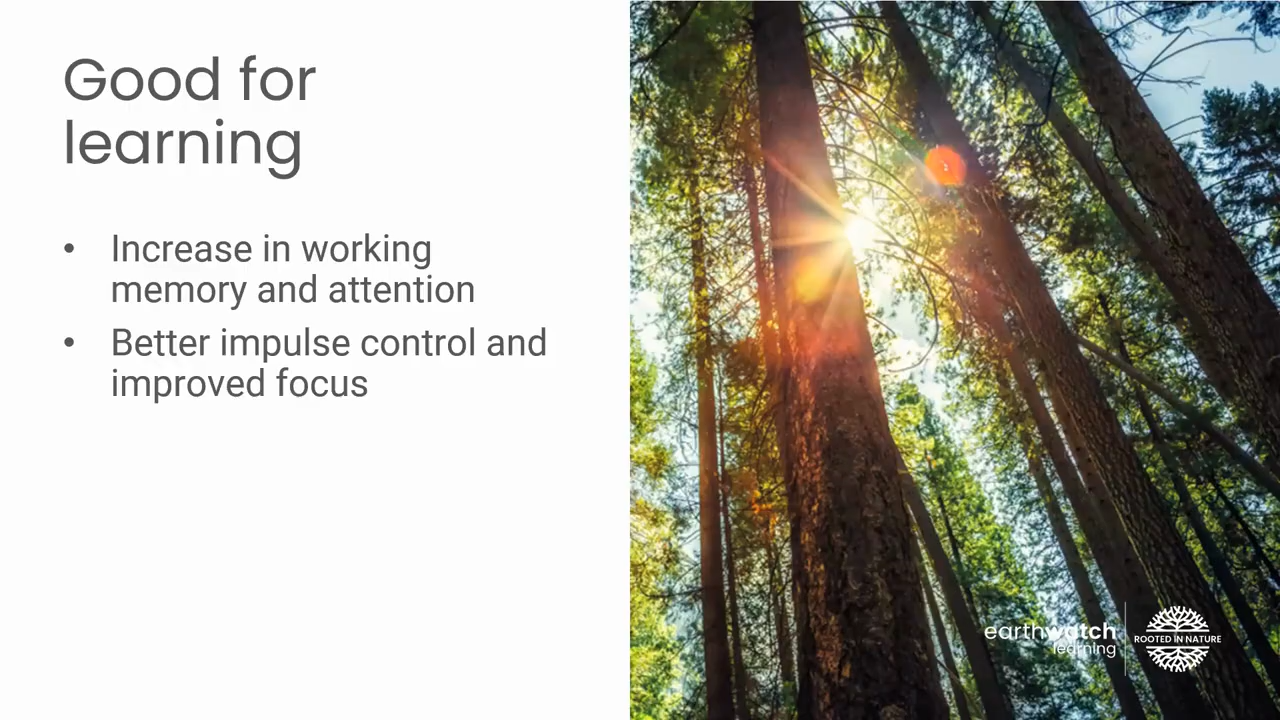 Good for
learning
• Increase in working
memory and attention
• Better impulse control and
improved focus
earthwatch
learning
ROOTED IN NATURE